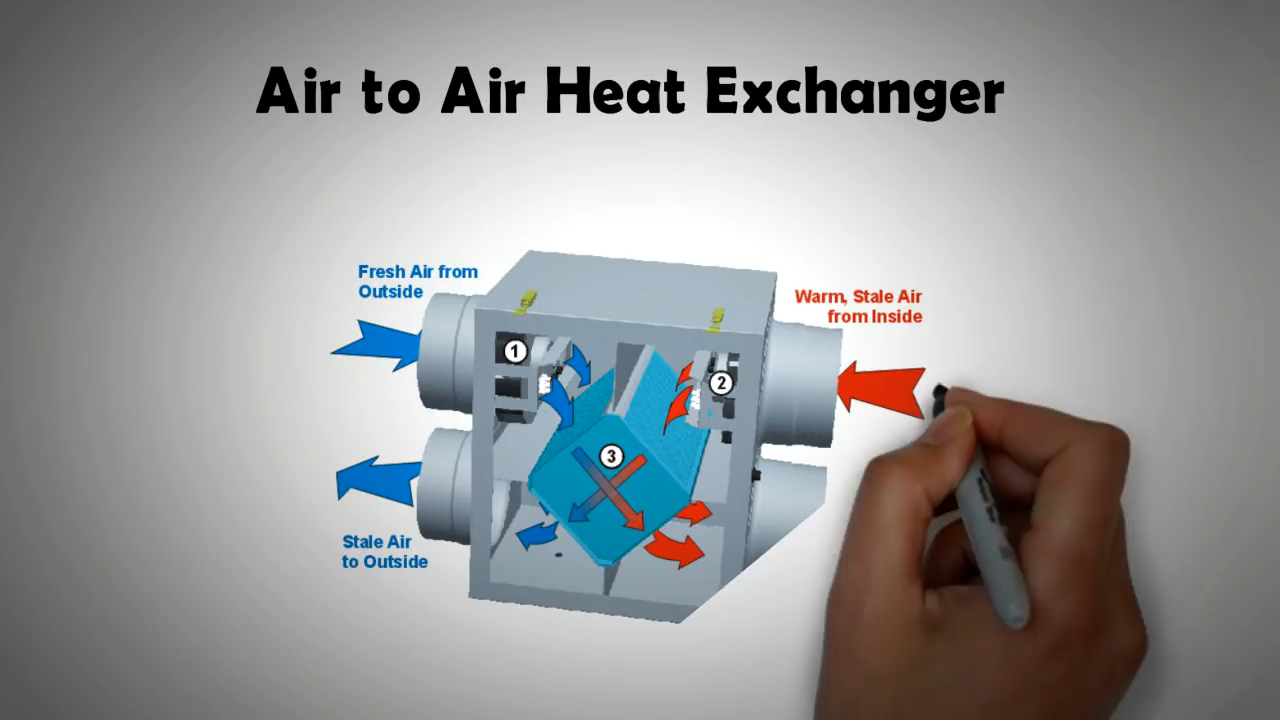 Air to Air Heat Exchanger
Fresh Air from
Outside
Warm, Stale Air
from Inside
1
2
3
Stale Air
to Outside